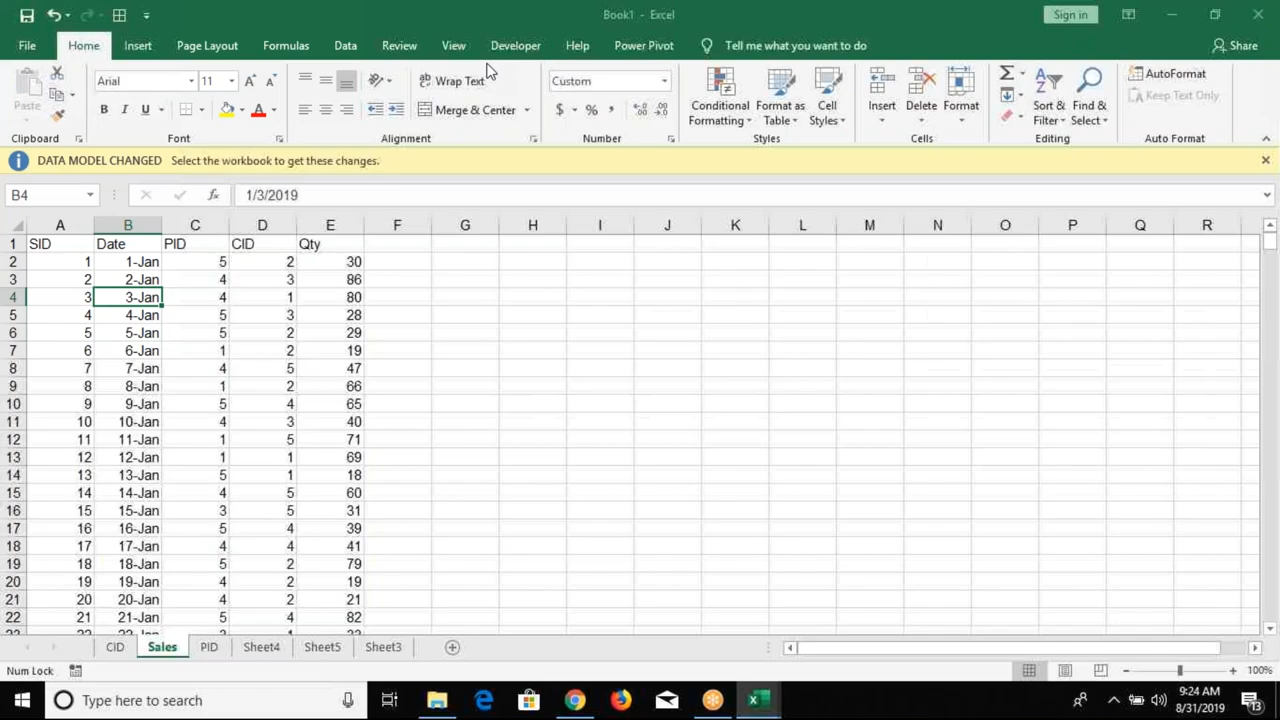 Book1 - Excel
Sign in
File
Home
Insert
Page Layout
Formulas
Data
Review
View
Developer
Help
Power Pivot
Tell me what you want to do
Share
Paste
Arial
11
B
I
U
A
Wrap Text
Merge & Center
Custom
$ % ,
Conditional Formatting
Format as Table
Cell Styles
Insert
Delete
Format
Sort & Filter
Find & Select
AutoFormat
Keep Text Only
Clipboard
Font
Alignment
Number
Styles
Cells
Editing
Auto Format
DATA MODEL CHANGED Select the workbook to get these changes.
B4
fx
1/3/2019
A B C D E F G H I J K L M N O P Q R
1 SID Date PID CID Qty
2 1 1-Jan 5 2 30
3 2 2-Jan 4 3 86
4 3 3-Jan 4 1 80
5 4 4-Jan 5 3 28
6 5 5-Jan 5 2 29
7 6 6-Jan 1 2 19
8 7 7-Jan 4 5 47
9 8 8-Jan 1 2 66
10 9 9-Jan 5 4 65
11 10 10-Jan 4 3 40
12 11 11-Jan 1 5 71
13 12 12-Jan 1 1 69
14 13 13-Jan 5 1 18
15 14 14-Jan 4 5 60
16 15 15-Jan 3 5 31
17 16 16-Jan 5 4 39
18 17 17-Jan 4 4 41
19 18 18-Jan 5 2 79
20 19 19-Jan 4 2 19
21 20 20-Jan 4 2 21
22 21 21-Jan 5 4 82
CID
Sales
PID
Sheet4
Sheet5
Sheet3
Num Lock
100%
Type here to search
9:24 AM
8/31/2019
13